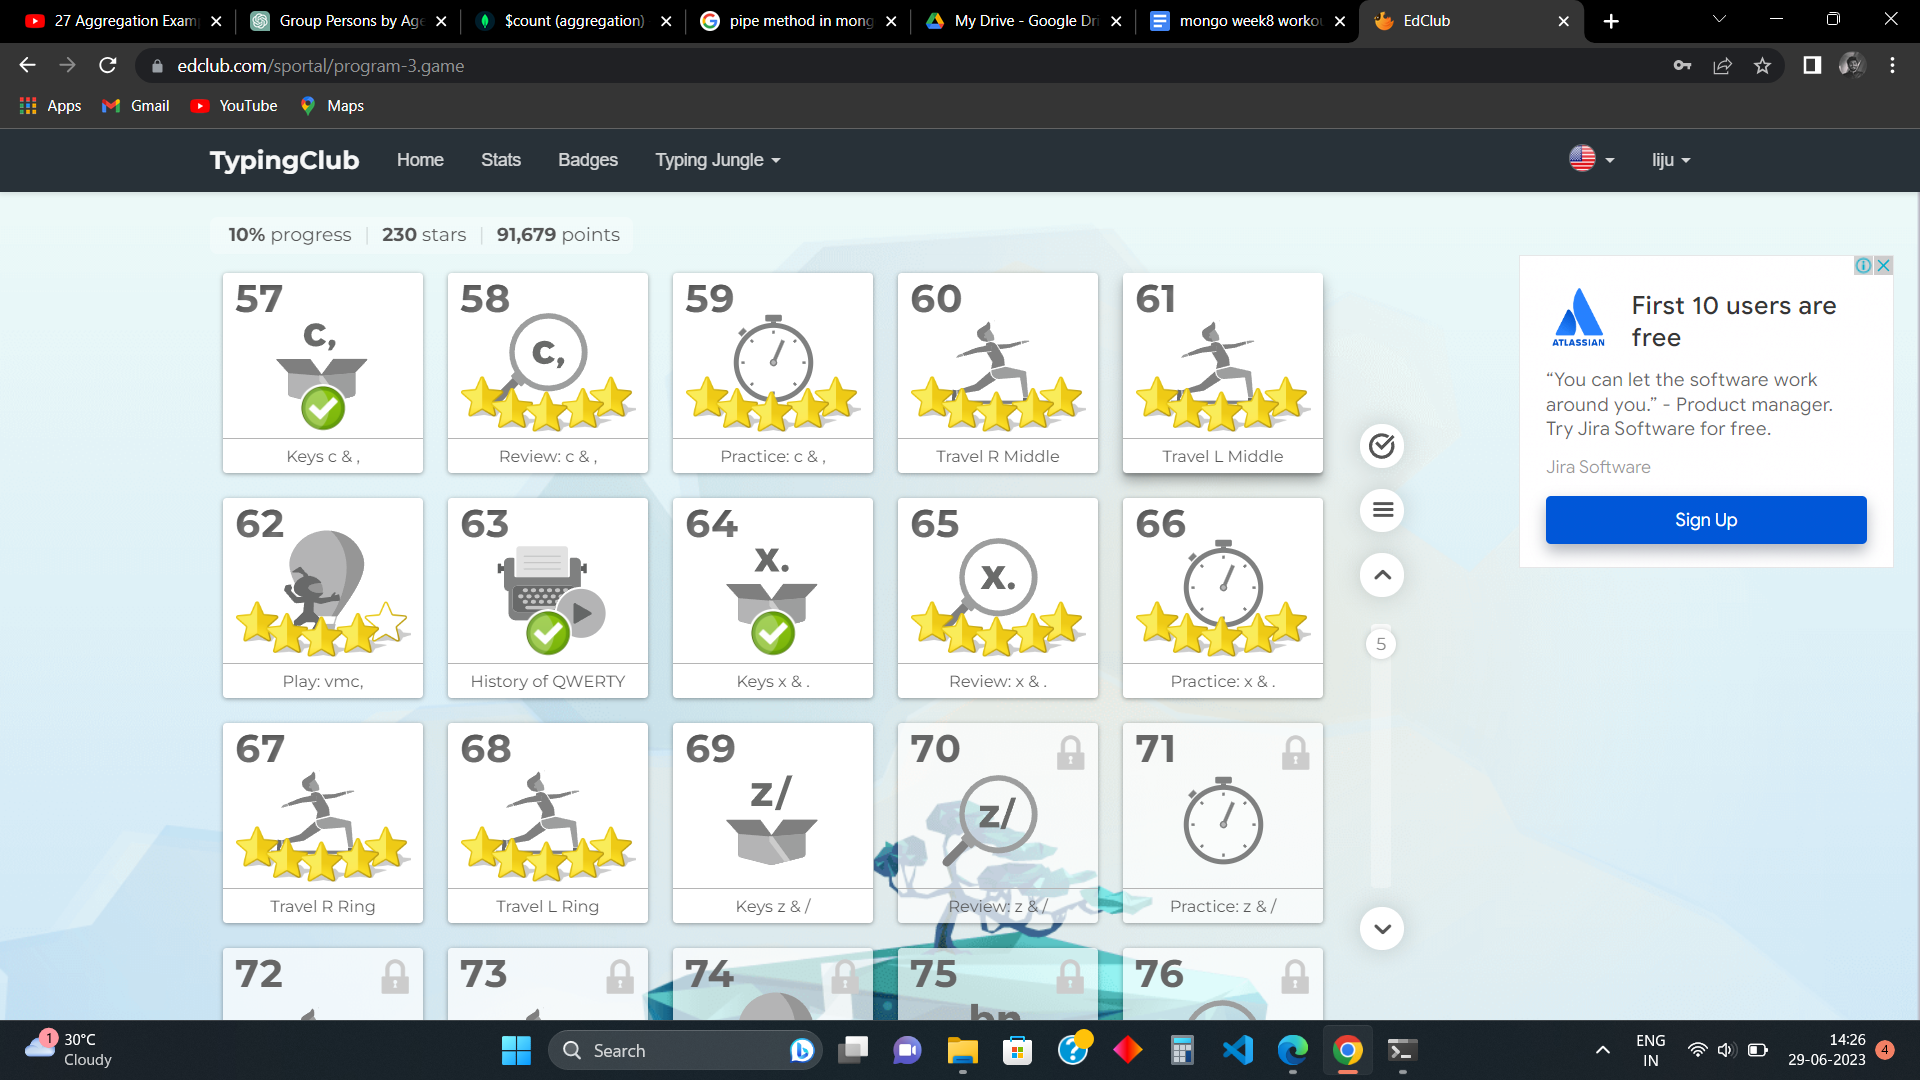 27 Aggregation Exam
Group Persons by Age
$count (aggregation)
pipe method in mong
My Drive - Google Dri
mongo week8 workou
EdClub
edclub.com/sportal/program-3.game
Apps
Gmail
YouTube
Maps
TypingClub
Home
Stats
Badges
Typing Jungle
liju
10% progress
230 stars
91,679 points
57
c,
Keys c & ,
58
c,
Review: c & ,
59
Practice: c & ,
60
Travel R Middle
61
Travel L Middle
62
Play: vmc,
63
History of QWERTY
64
x.
Keys x & .
65
x.
Review: x & .
66
Practice: x & .
67
Travel R Ring
68
Travel L Ring
69
z/
Keys z & /
70
z/
Review: z & /
71
Practice: z & /
72
73
74
75
bn
76
5
ATLASSIAN
First 10 users are
free
“You can let the software work
around you.” - Product manager.
Try Jira Software for free.
Jira Software
Sign Up
1
30°C
Cloudy
Search
ENG
IN
14:26
29-06-2023
4